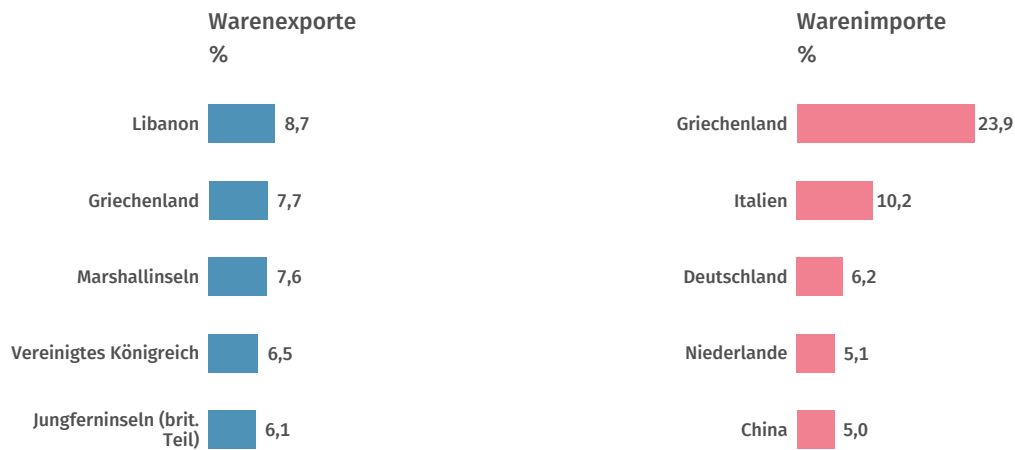 Warenexporte
%
Libanon 8,7
Griechenland 7,7
Marshallinseln 7,6
Vereinigtes Königreich 6,5
Jungferninseln (brit.
Teil) 6,1
Warenimporte
%
Griechenland 23,9
Italien 10,2
Deutschland 6,2
Niederlande 5,1
China 5,0